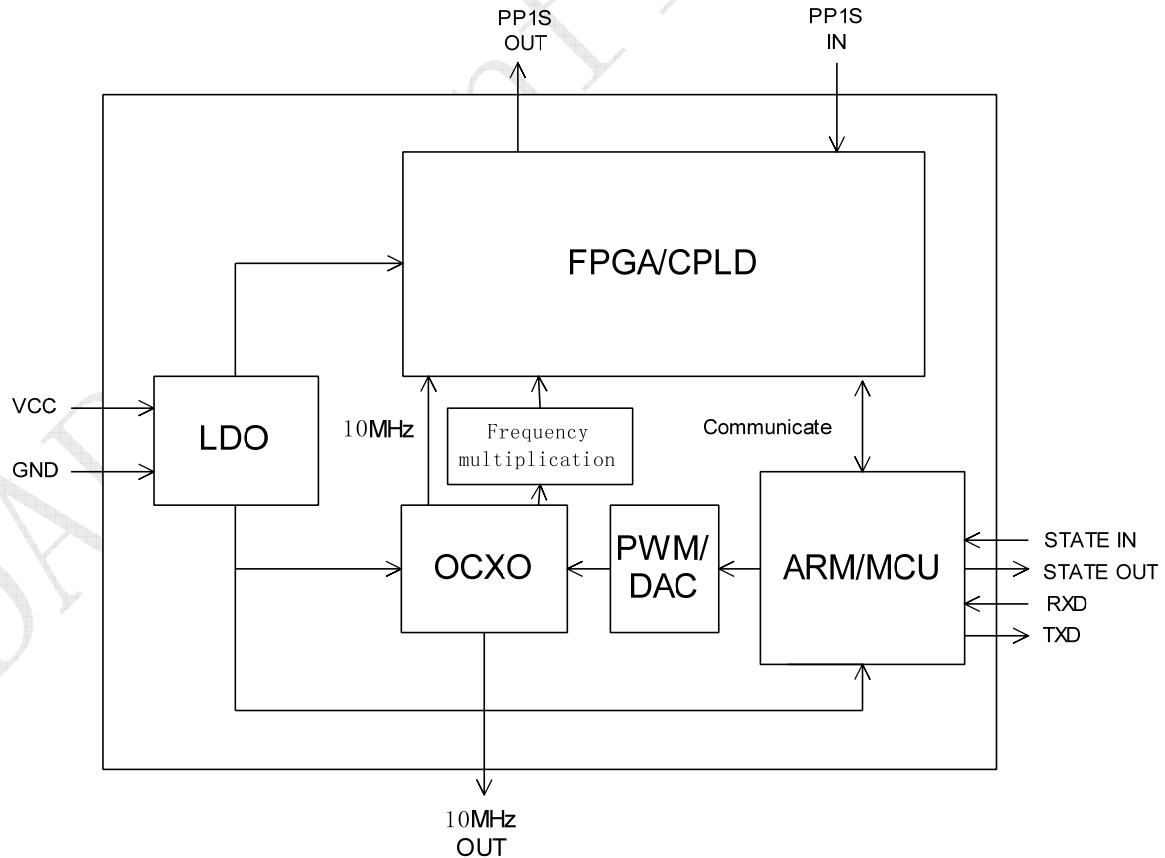 PP1S
OUT
PP1S
IN
FPGA/CPLD
VCC
GND
LDO
10MHz
Frequency
multiplication
Communicate
OCXO
PWM/
DAC
ARM/MCU
STATE IN
STATE OUT
RXD
TXD
10MHz
OUT